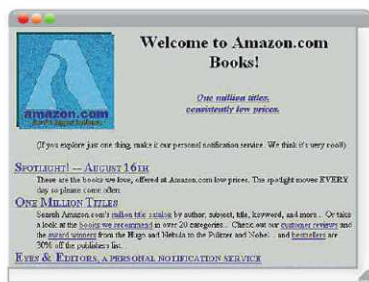 Welcome to Amazon.com
Books!
amazon.com
One million titles,
consistently low prices.
(If you explore just one thing, make it our personal notification service. We think it's very cool!)
SPOTLIGHT! — AUGUST 16TH
These are the books we love, offered at Amazon.com low prices. The spotlight moves EVERY
day so please come often.
ONE MILLION TITLES
Search Amazon.com's million title catalog by author, subject, title, keyword, and more... Or take
a look at the books we recommend in over 20 categories... Check out our customer reviews and
the award winners from the Hugo and Nebula to the Pulitzer and Nobel... and bestsellers are
30% off the publishers list...
EYES & EDITORS, A PERSONAL NOTIFICATION SERVICE